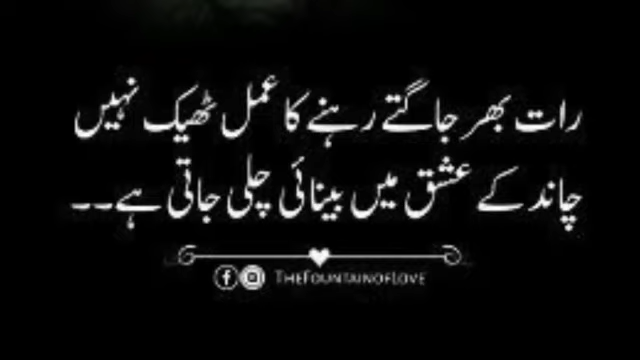 رات بھر جاگتے رہنے کا عمل ٹھیک نہیں
چاند کے عشق میں بینائی چلی جاتی ہے۔۔
THEFOUNTAINOFLOVE